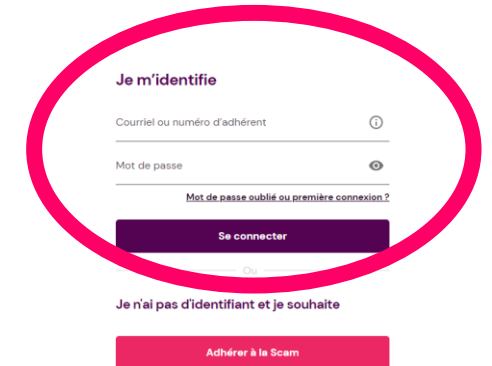 Je m’identifie
Courriel ou numéro d’adhérent
Mot de passe
Mot de passe oublié ou première connexion ?
Se connecter
Ou
Je n'ai pas d'identifiant et je souhaite
Adhérer à la Scam